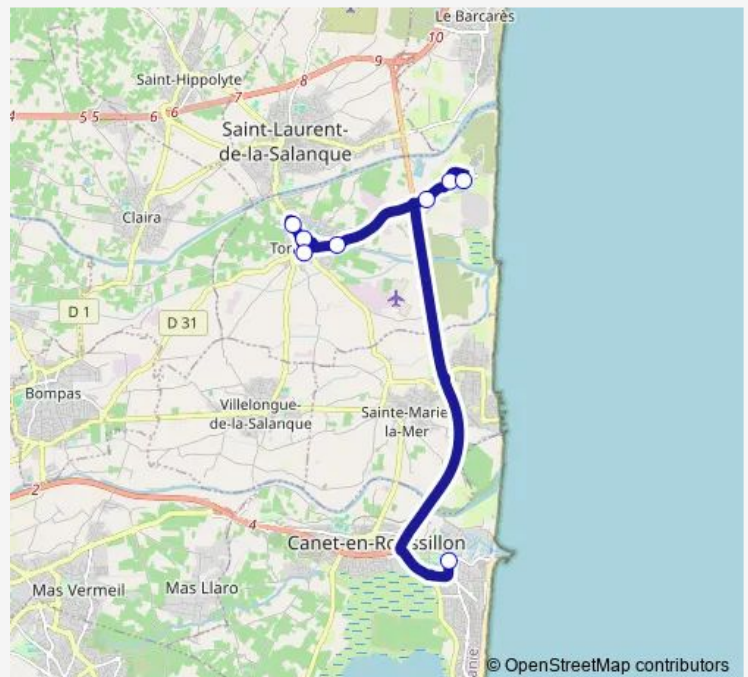 Le Barcarès
10
9
Saint-Hippolyte
8
7
5 5
6
6
Saint-Laurent-
de-la-Salanque
Claira
Tor
D 1
D 31
Bompas
Villelongue-
de-la-Salanque
Sainte-Marie
la-Mer
2
4
Canet-en-Ro ssillon
Mas Vermeil
Mas Llaro
© OpenStreetMap contributors